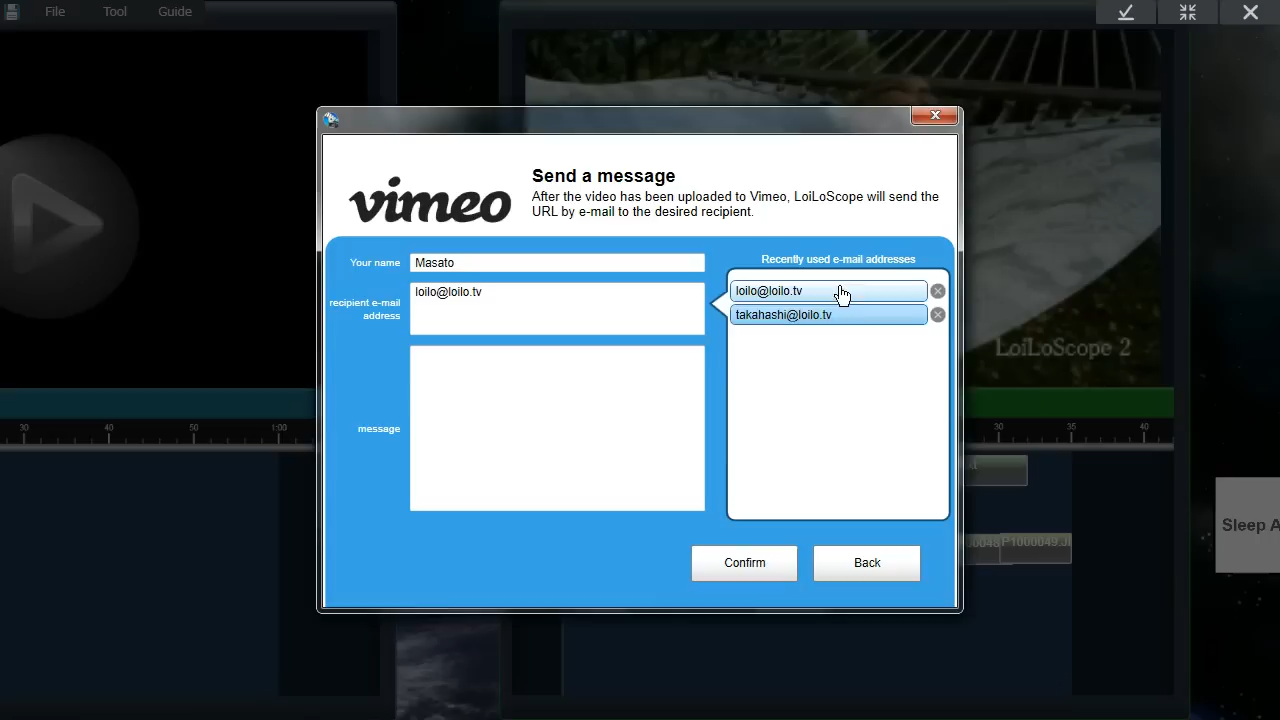 File Tool Guide
vimeo
Send a message
After the video has been uploaded to Vimeo, LoiLoScope will send the
URL by e-mail to the desired recipient.
Your name
Masato
recipient e-mail
address
loilo@loilo.tv
message
Recently used e-mail addresses
loilo@loilo.tv
takahashi@loilo.tv
Confirm
Back
LoiLoScope 2
30 40 50 1:00
30 35 40
Sleep A